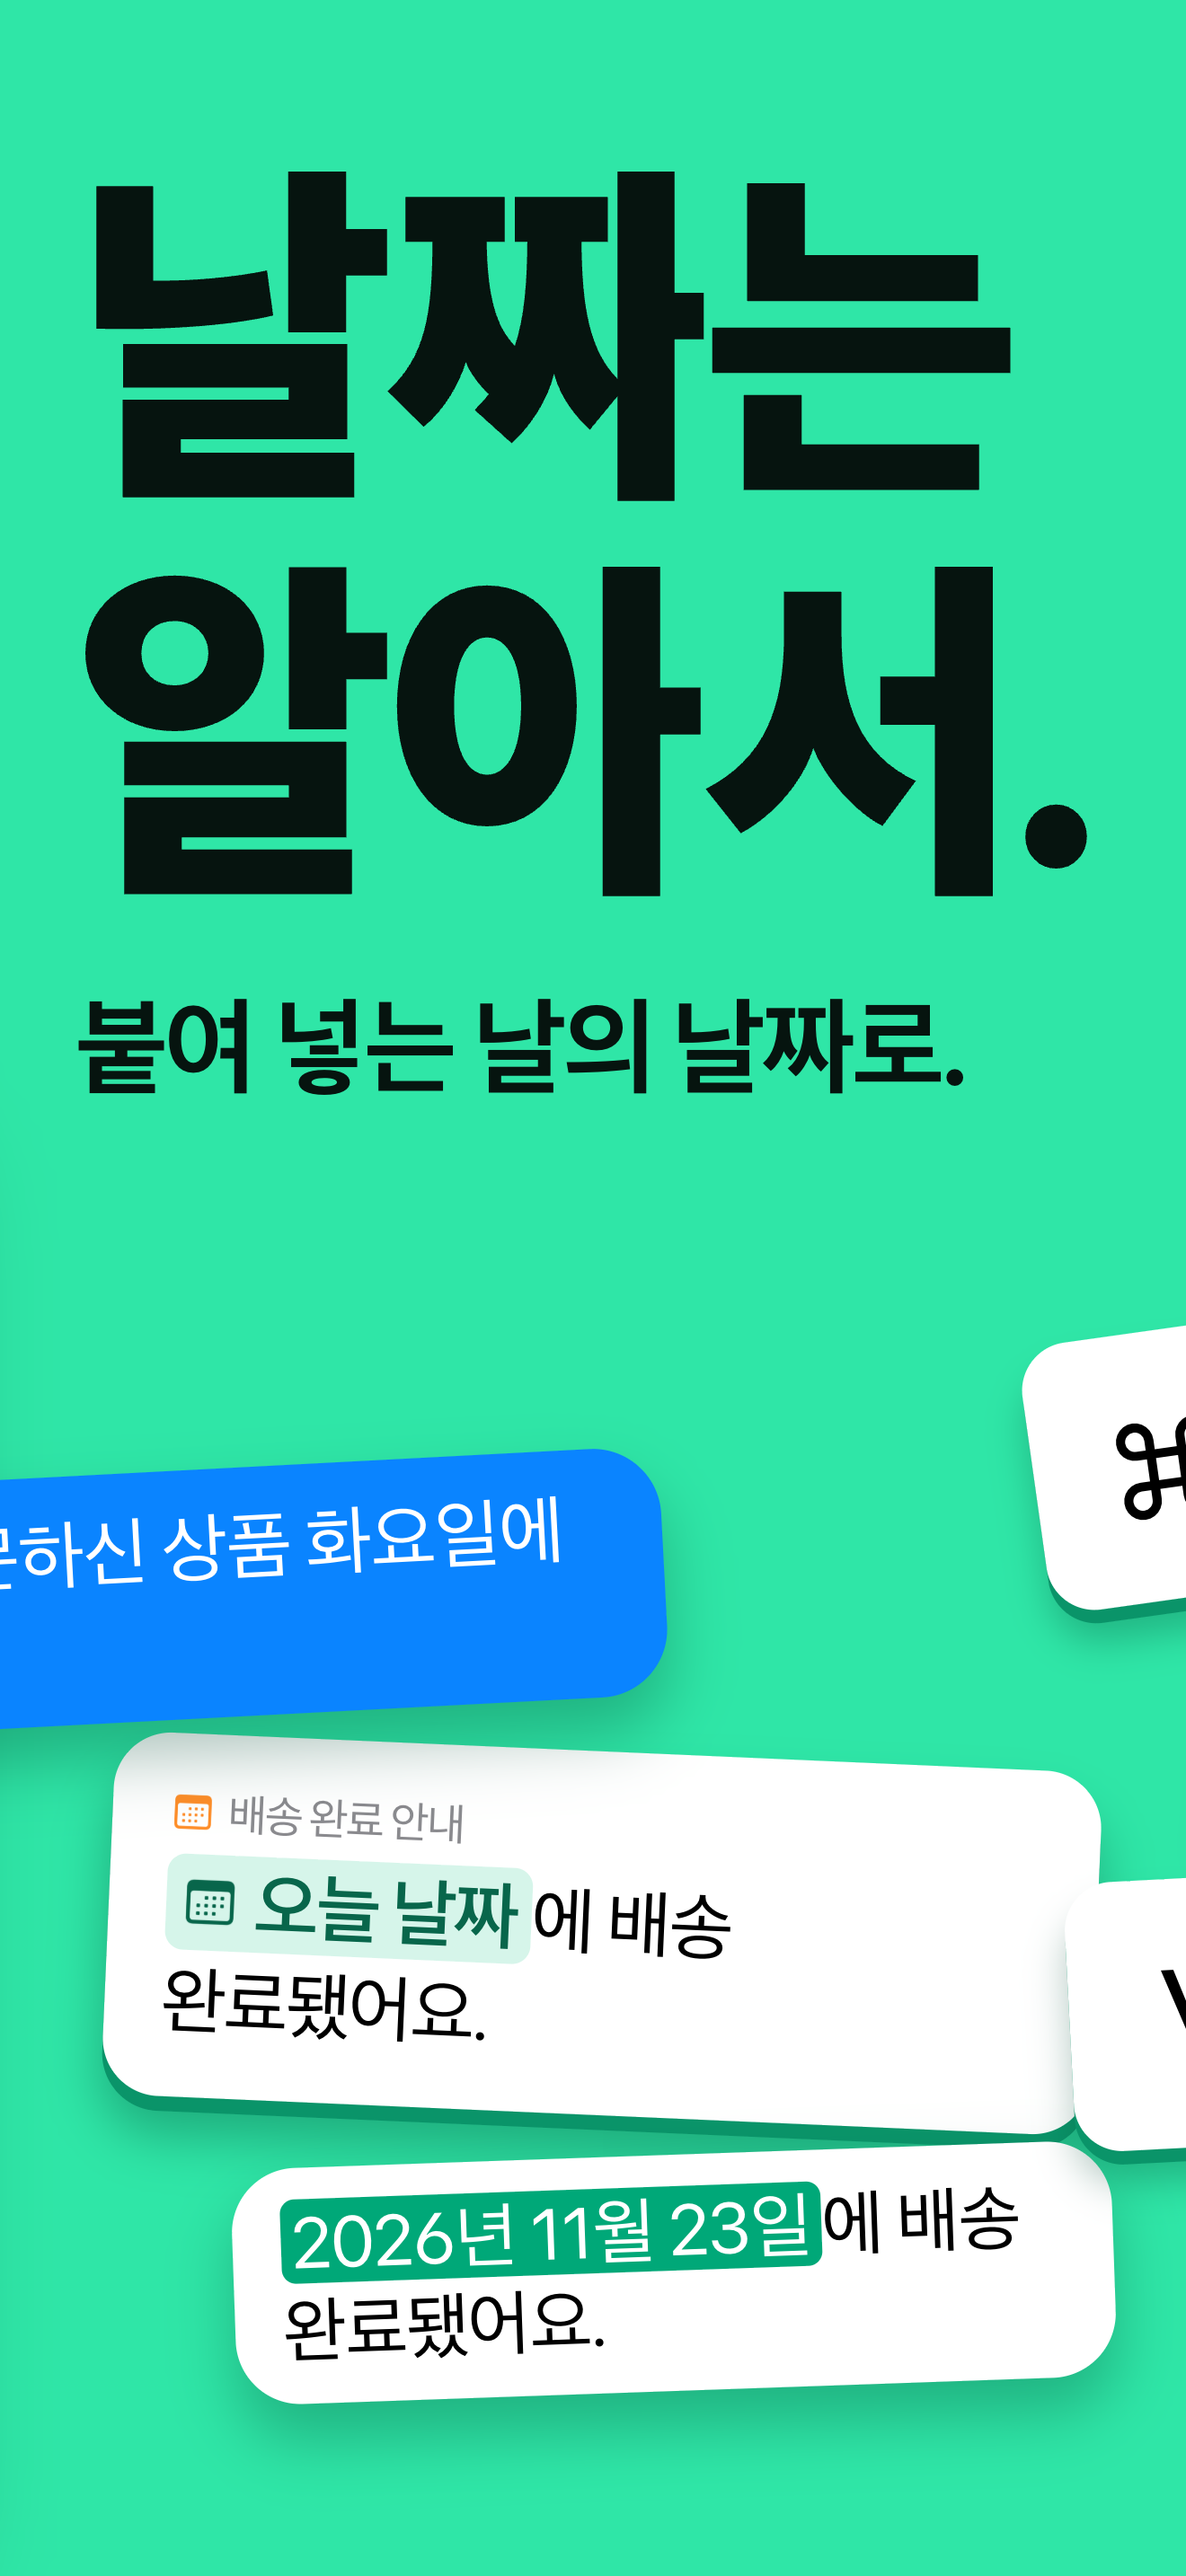 날짜는
알아서.
붙여 넣는 날의 날짜로.
⌘
하신 상품 화요일에
배송 완료 안내
오늘 날짜에 배송
완료됐어요.
2026년 11월 23일에 배송
완료됐어요.